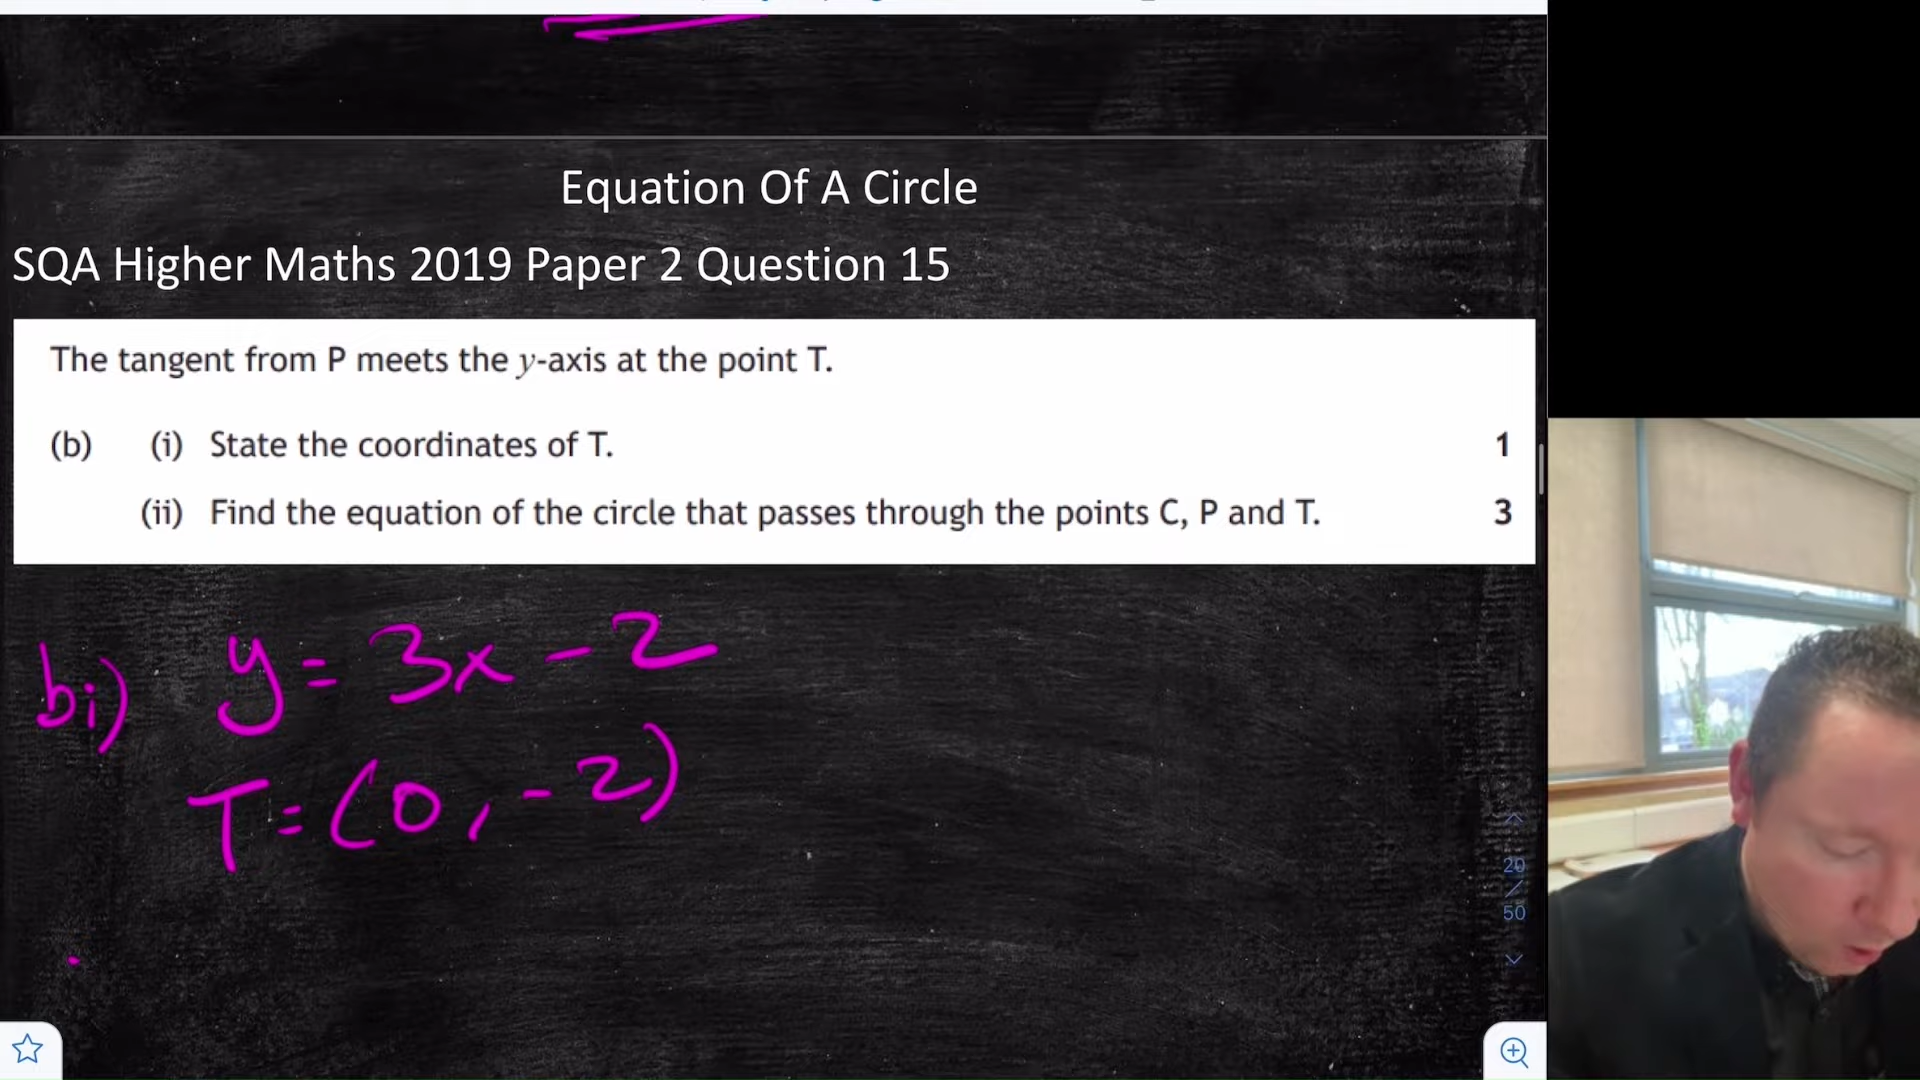 Equation Of A Circle
SQA Higher Maths 2019 Paper 2 Question 15
The tangent from P meets the y-axis at the point T.
(b) (i) State the coordinates of T. 1
(ii) Find the equation of the circle that passes through the points C, P and T. 3
bi) y = 3x - 2
T = (0, -2)
20
/
50